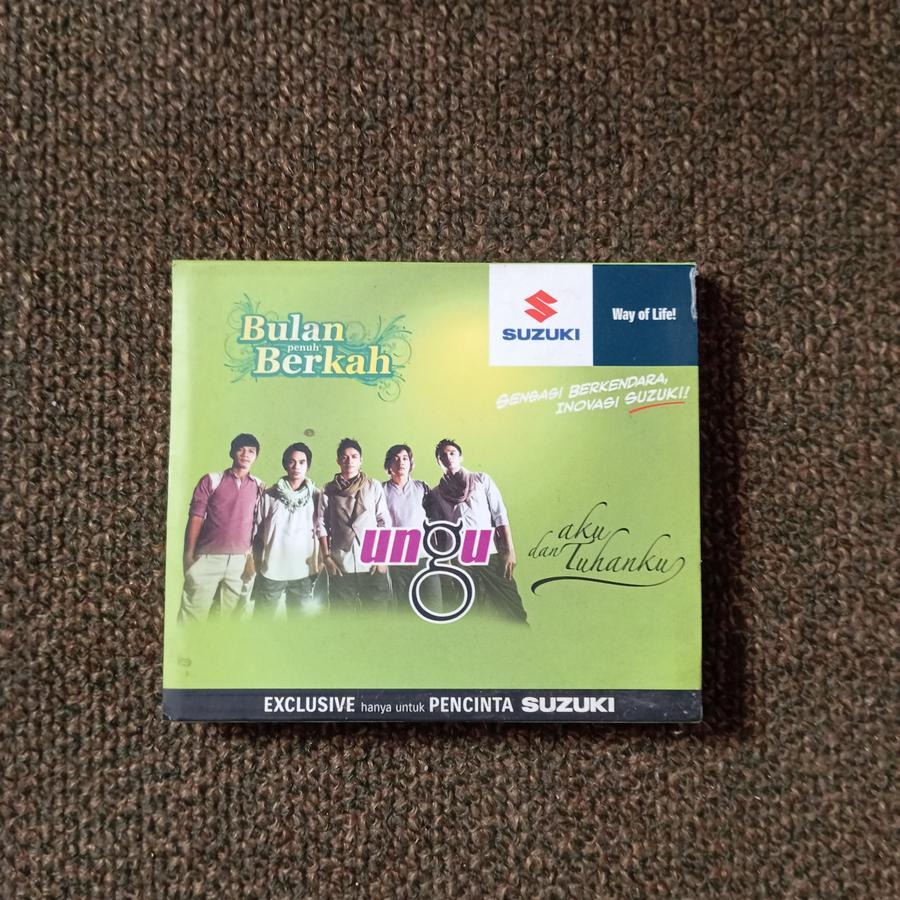 Bulan
penuh
Berkah
SUZUKI
Way of Life!
SENSASI BERKENDARA,
INOVASI SUZUKI!
ungu
aku
dan Tuhanku
EXCLUSIVE hanya untuk PENCINTA SUZUKI